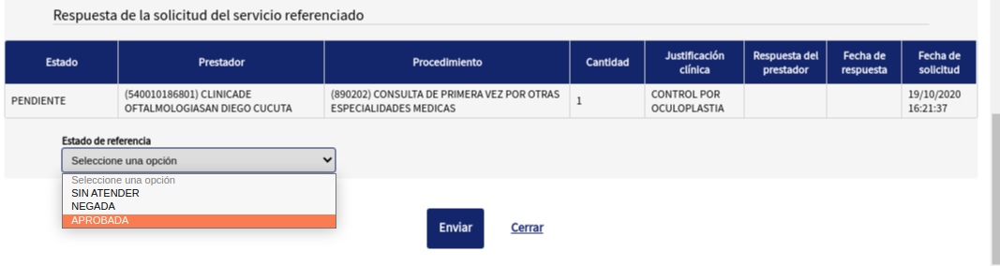 Respuesta de la solicitud del servicio referenciado
Estado
Prestador
Procedimiento
Cantidad
Justificación
clínica
Respuesta del
prestador
Fecha de
respuesta
Fecha de
solicitud
PENDIENTE
(540010186801) CLINICADE
OFTALMOLOGIASAN DIEGO CUCUTA
(890202) CONSULTA DE PRIMERA VEZ POR OTRAS
ESPECIALIDADES MEDICAS
1
CONTROL POR
OCULOPLASTIA
19/10/2020
16:21:37
Estado de referencia
Seleccione una opción
Seleccione una opción
SIN ATENDER
NEGADA
APROBADA
Enviar
Cerrar